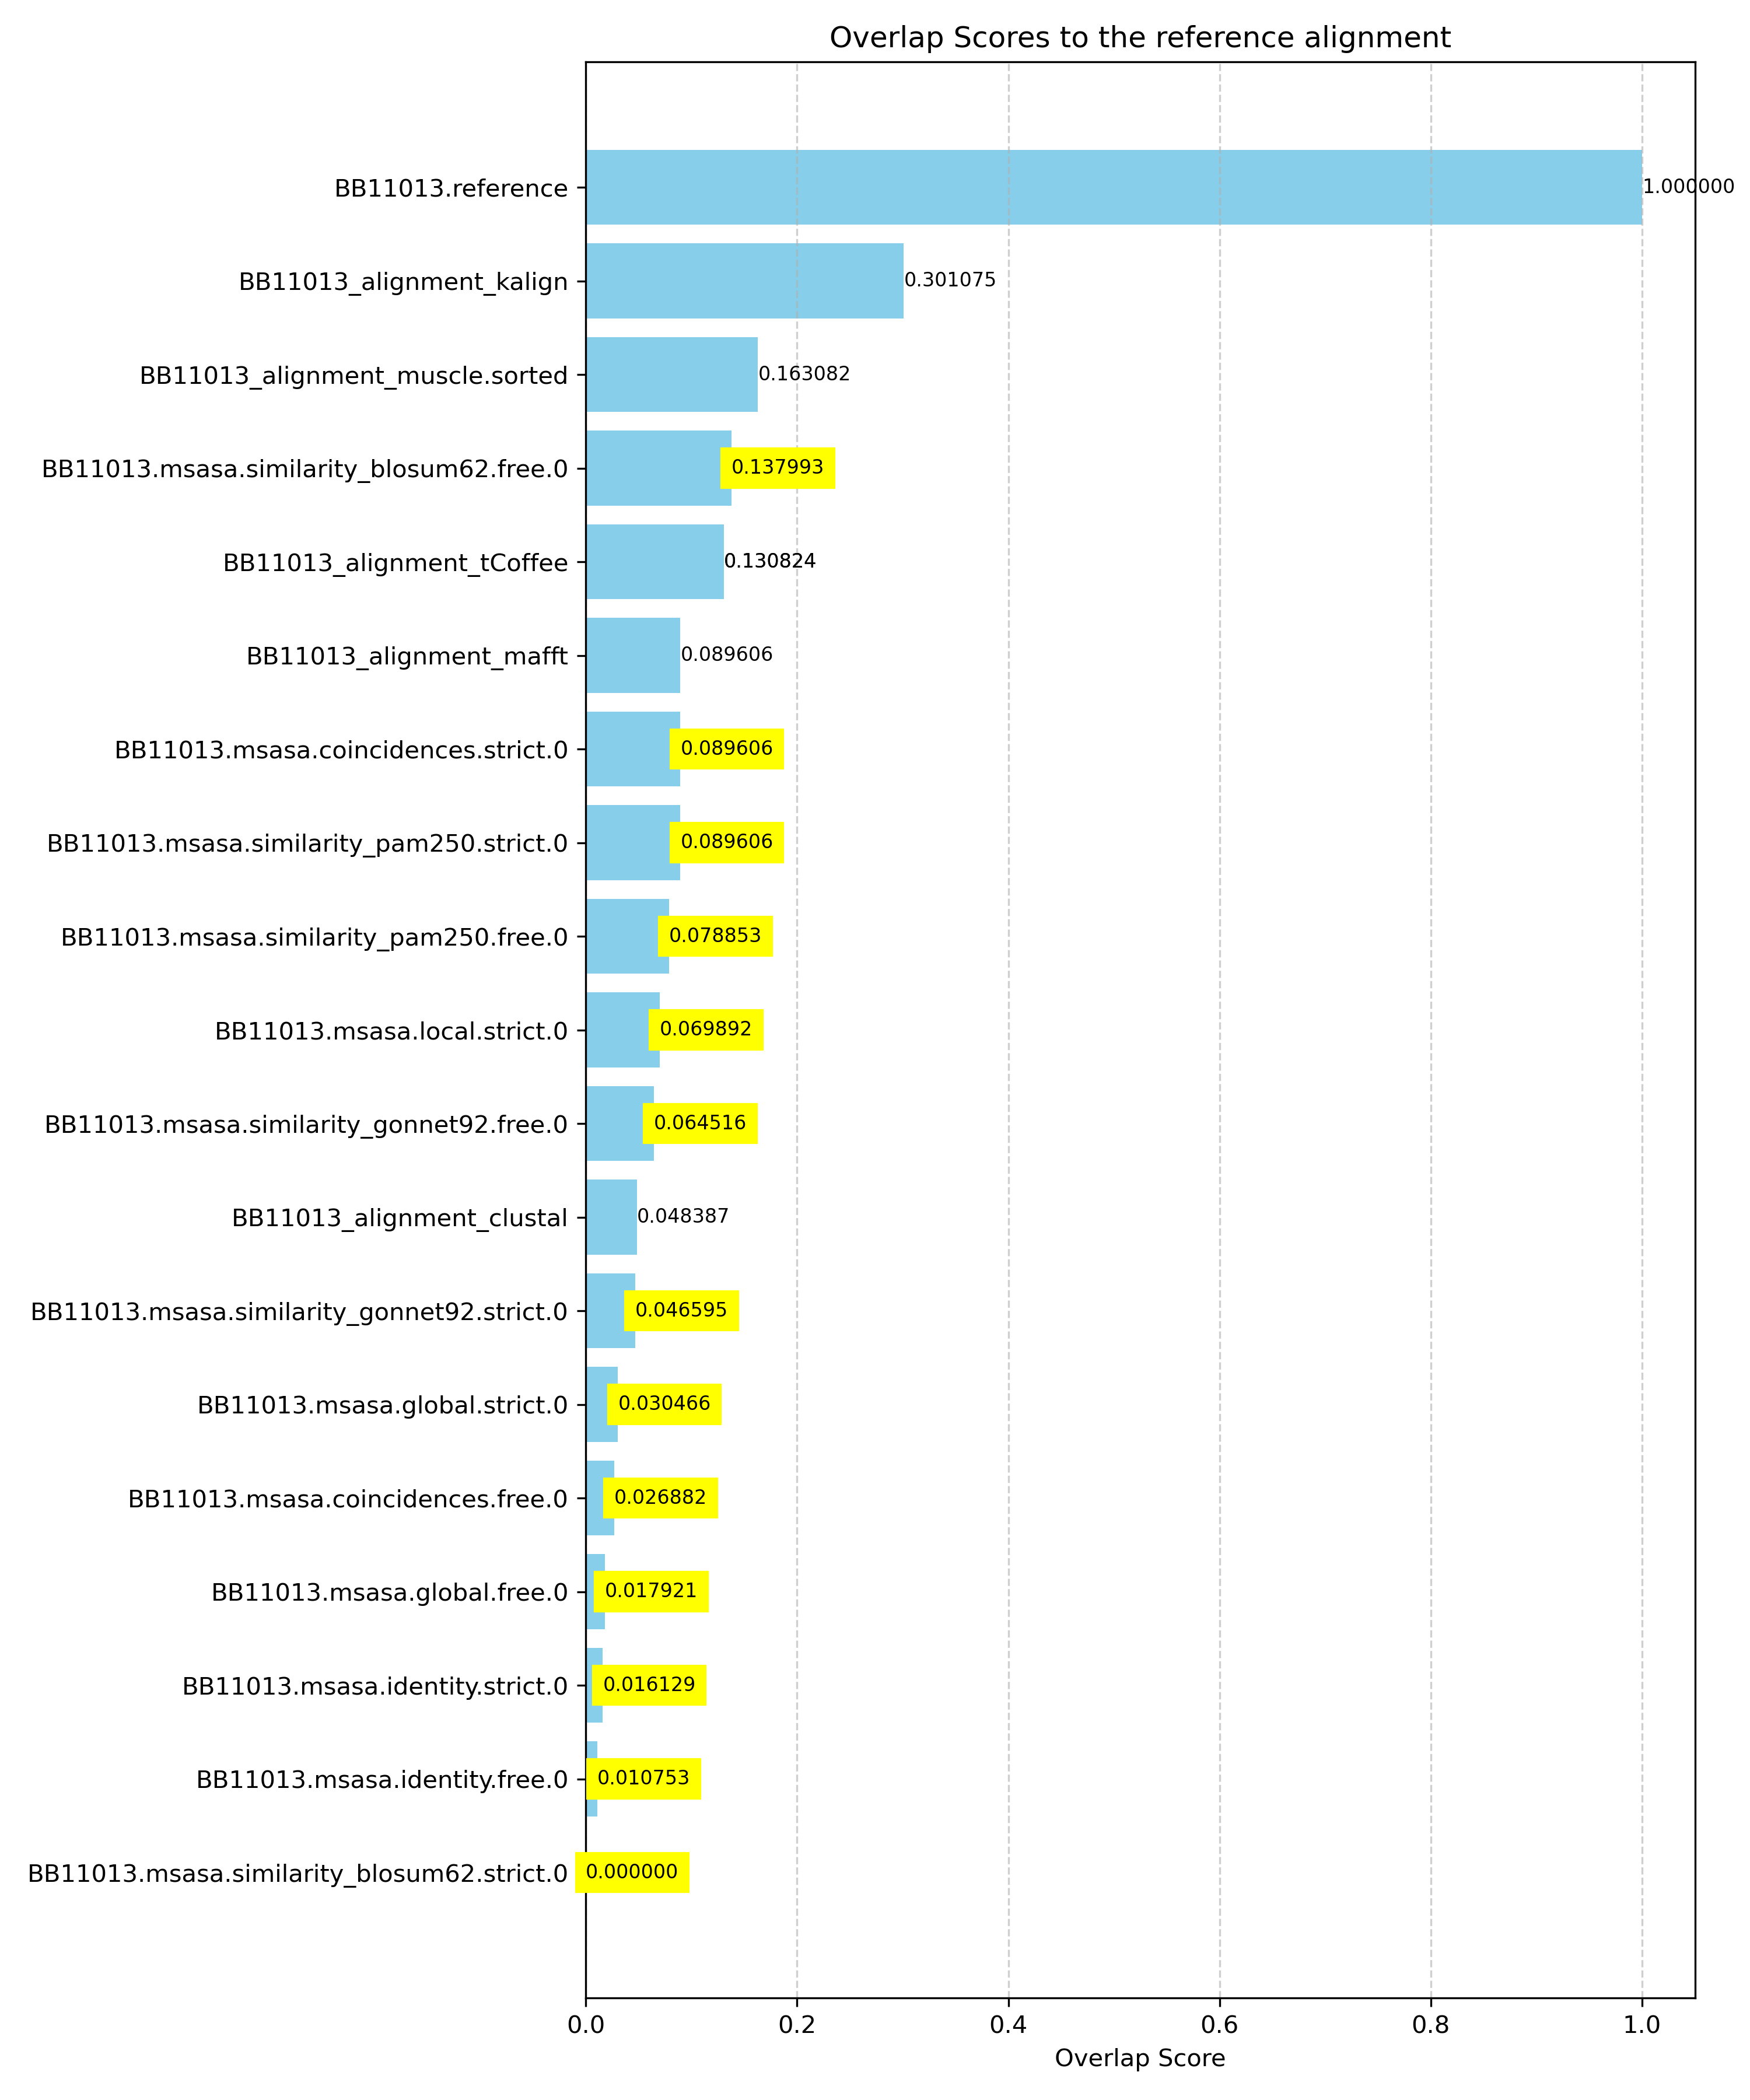 Overlap Scores to the reference alignment
BB11013.reference 1.000000
BB11013_alignment_kalign 0.301075
BB11013_alignment_muscle.sorted 0.163082
BB11013.msasa.similarity_blosum62.free.0 0.137993
BB11013_alignment_tCoffee 0.130824
BB11013_alignment_mafft 0.089606
BB11013.msasa.coincidences.strict.0 0.089606
BB11013.msasa.similarity_pam250.strict.0 0.089606
BB11013.msasa.similarity_pam250.free.0 0.078853
BB11013.msasa.local.strict.0 0.069892
BB11013.msasa.similarity_gonnet92.free.0 0.064516
BB11013_alignment_clustal 0.048387
BB11013.msasa.similarity_gonnet92.strict.0 0.046595
BB11013.msasa.global.strict.0 0.030466
BB11013.msasa.coincidences.free.0 0.026882
BB11013.msasa.global.free.0 0.017921
BB11013.msasa.identity.strict.0 0.016129
BB11013.msasa.identity.free.0 0.010753
BB11013.msasa.similarity_blosum62.strict.0 0.000000
0.0 0.2 0.4 0.6 0.8 1.0
Overlap Score